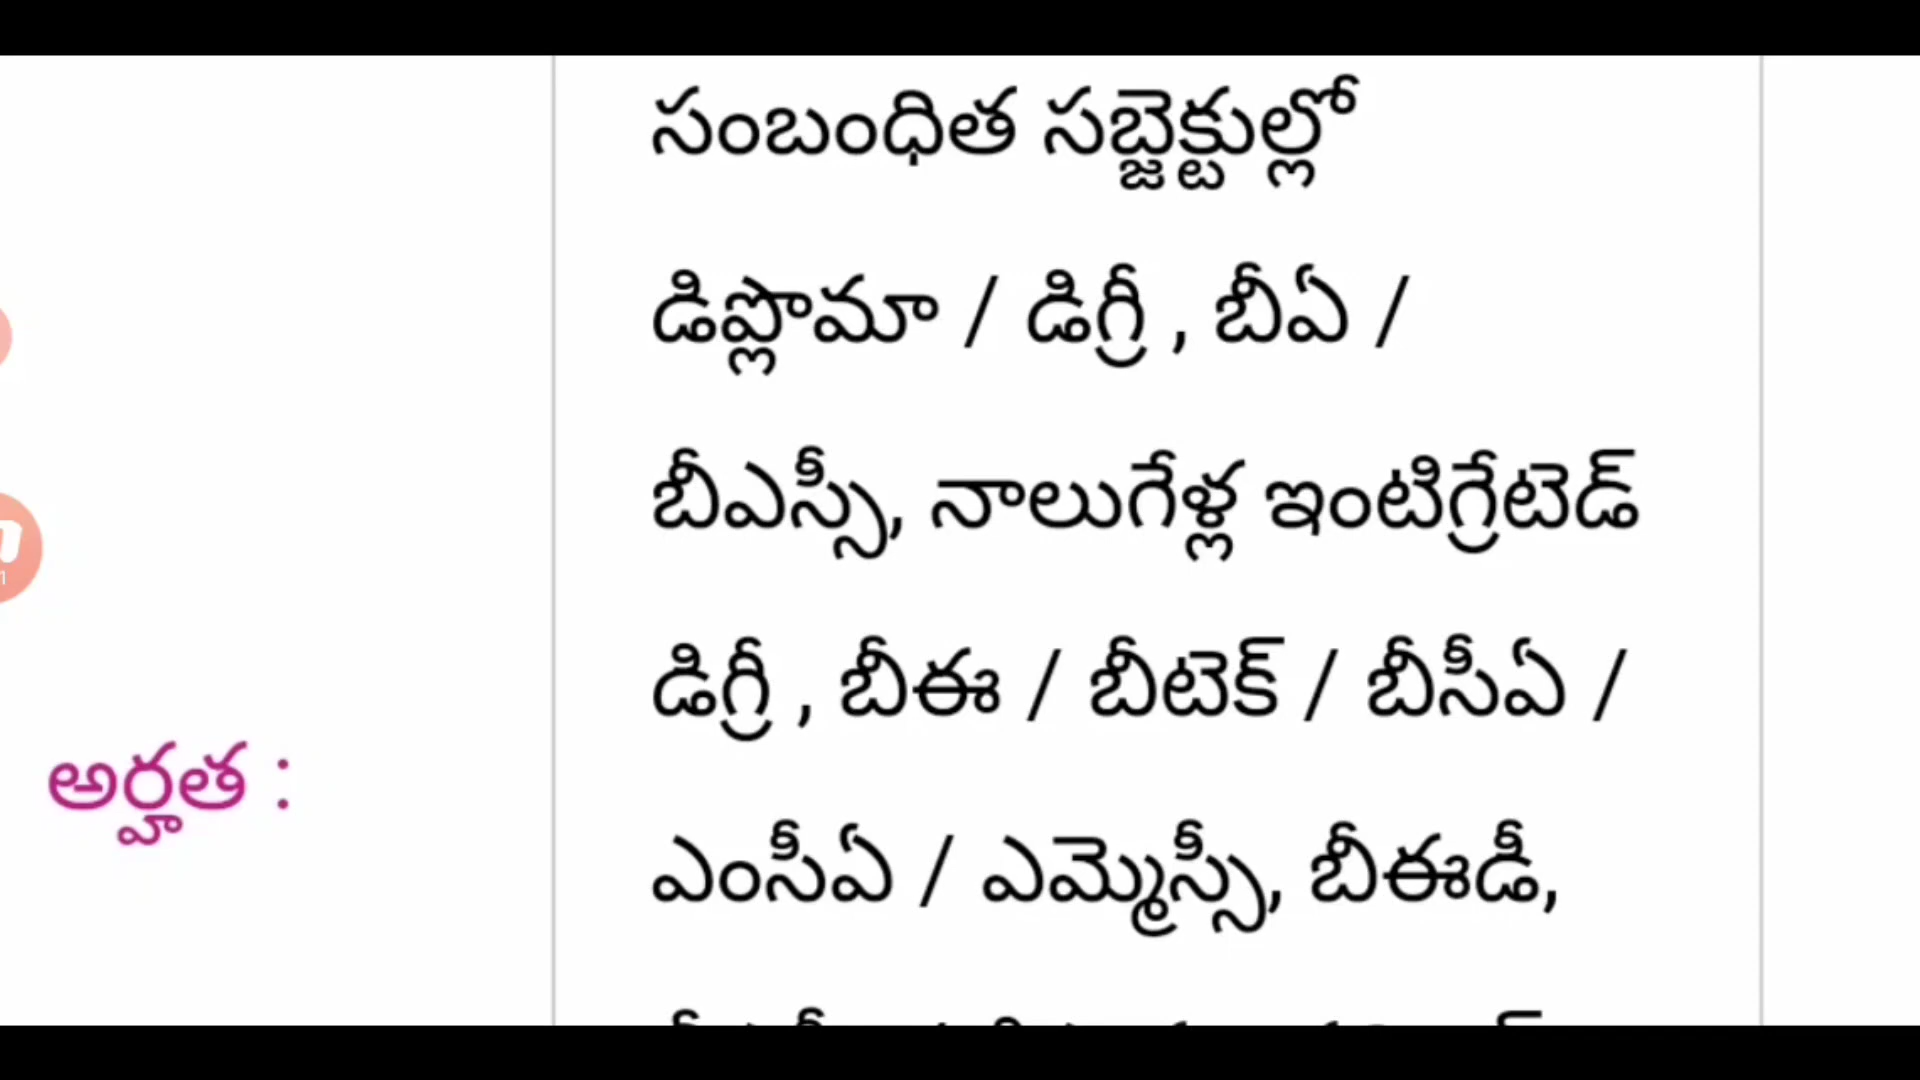 సంబంధిత సబ్జెక్టుల్లో
డిప్లొమా / డిగ్రీ , బీఏ /
బీఎస్సీ, నాలుగేళ్ల ఇంటిగ్రేటెడ్
డిగ్రీ , బీఈ / బీటెక్ / బీసీఏ /
అర్హత :
ఎంసీఏ / ఎమ్మెస్సీ, బీఈడీ,